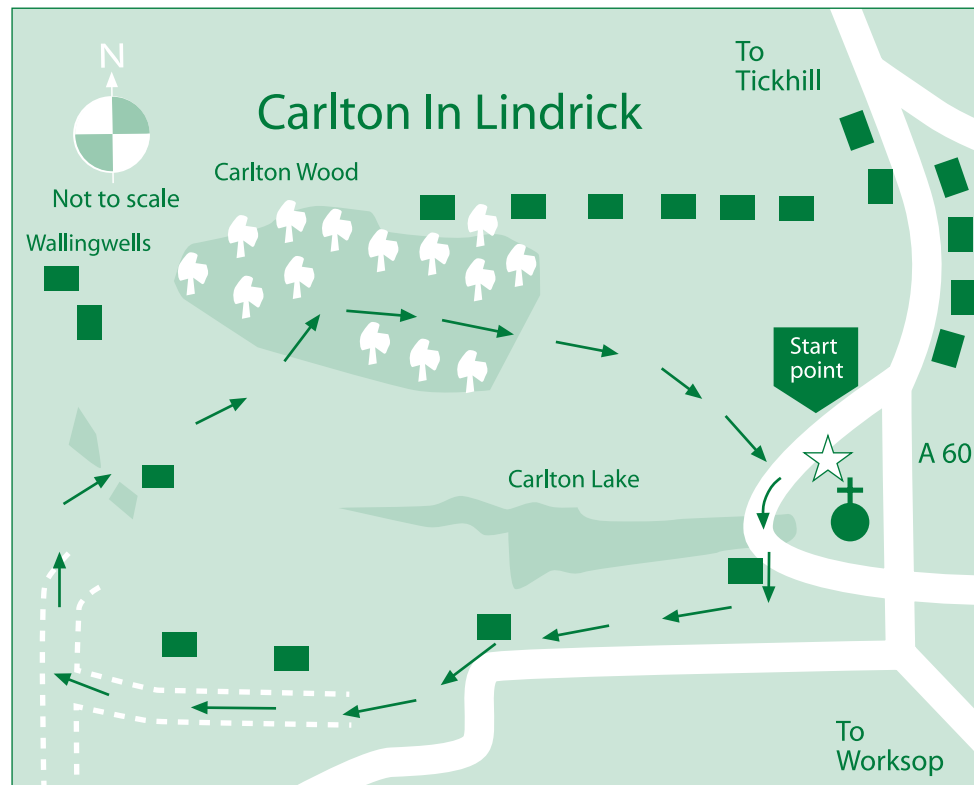 N
To
Tickhill
Carlton In Lindrick
Carlton Wood
Not to scale
Wallingwells
Start
point
A 60
Carlton Lake
To
Worksop